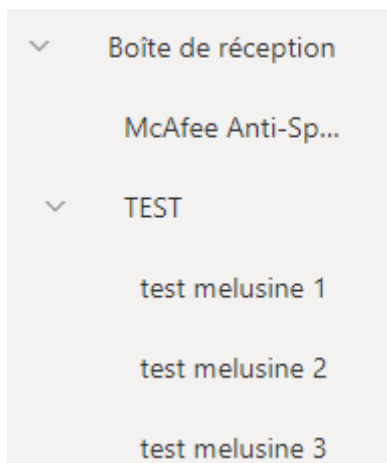 Boîte de réception
McAfee Anti-Sp...
TEST
test melusine 1
test melusine 2
test melusine 3